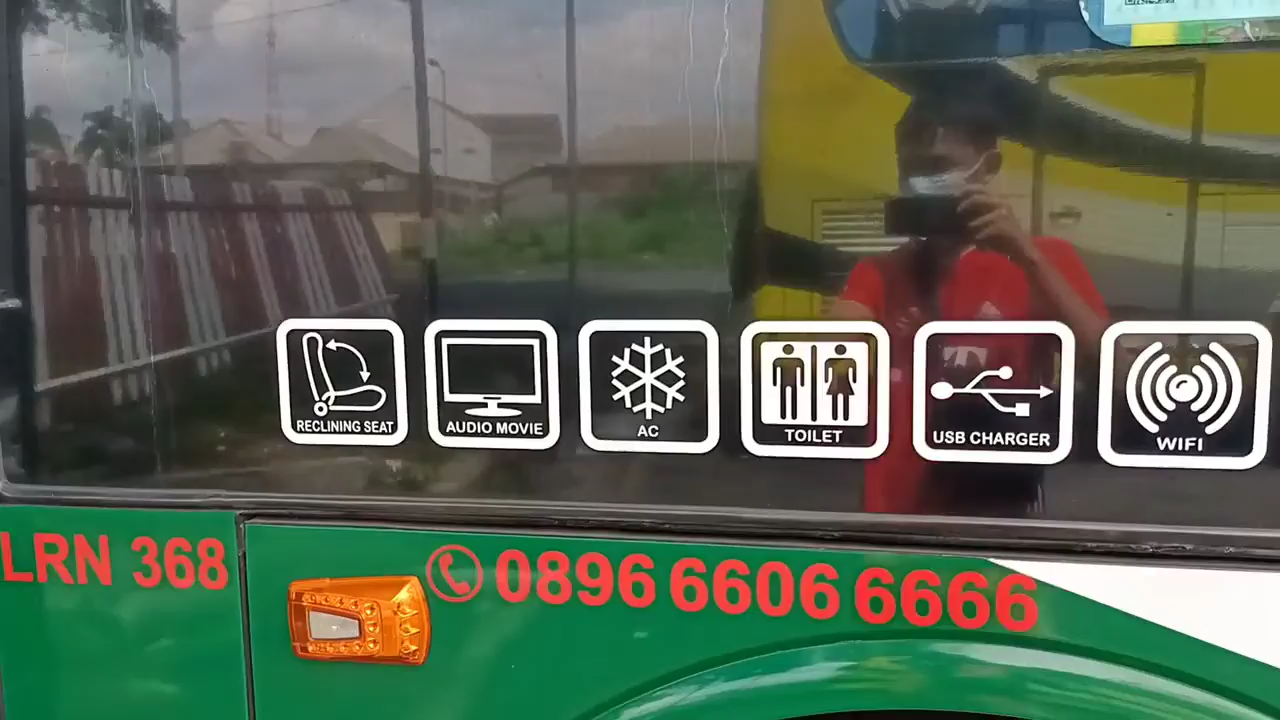 RECLINING SEAT
AUDIO MOVIE
AC
TOILET
USB CHARGER
WIFI
LRN 368
0896 6606 6666